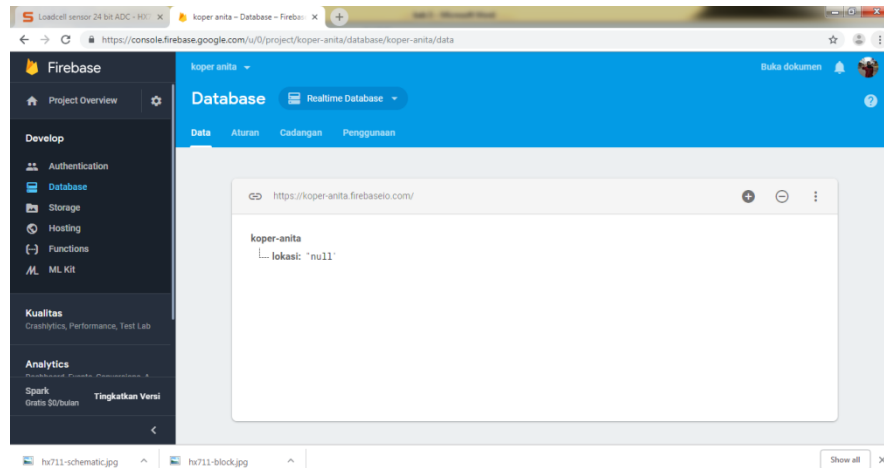 Loadcell sensor 24 bit ADC - HX7
koper anita – Database – Firebas
https://console.firebase.google.com/u/0/project/koper-anita/database/koper-anita/data
Firebase
koper anita
Buka dokumen
Project Overview
Database
Realtime Database
Data
Aturan
Cadangan
Penggunaan
Develop
Authentication
Database
Storage
Hosting
Functions
ML Kit
https://koper-anita.firebaseio.com/
koper-anita
lokasi: "null"
Kualitas
Crashlytics, Performance, Test Lab
Analytics
Spark
Gratis $0/bulan
Tingkatkan Versi
hx711-schematic.jpg
hx711-block.jpg
Show all